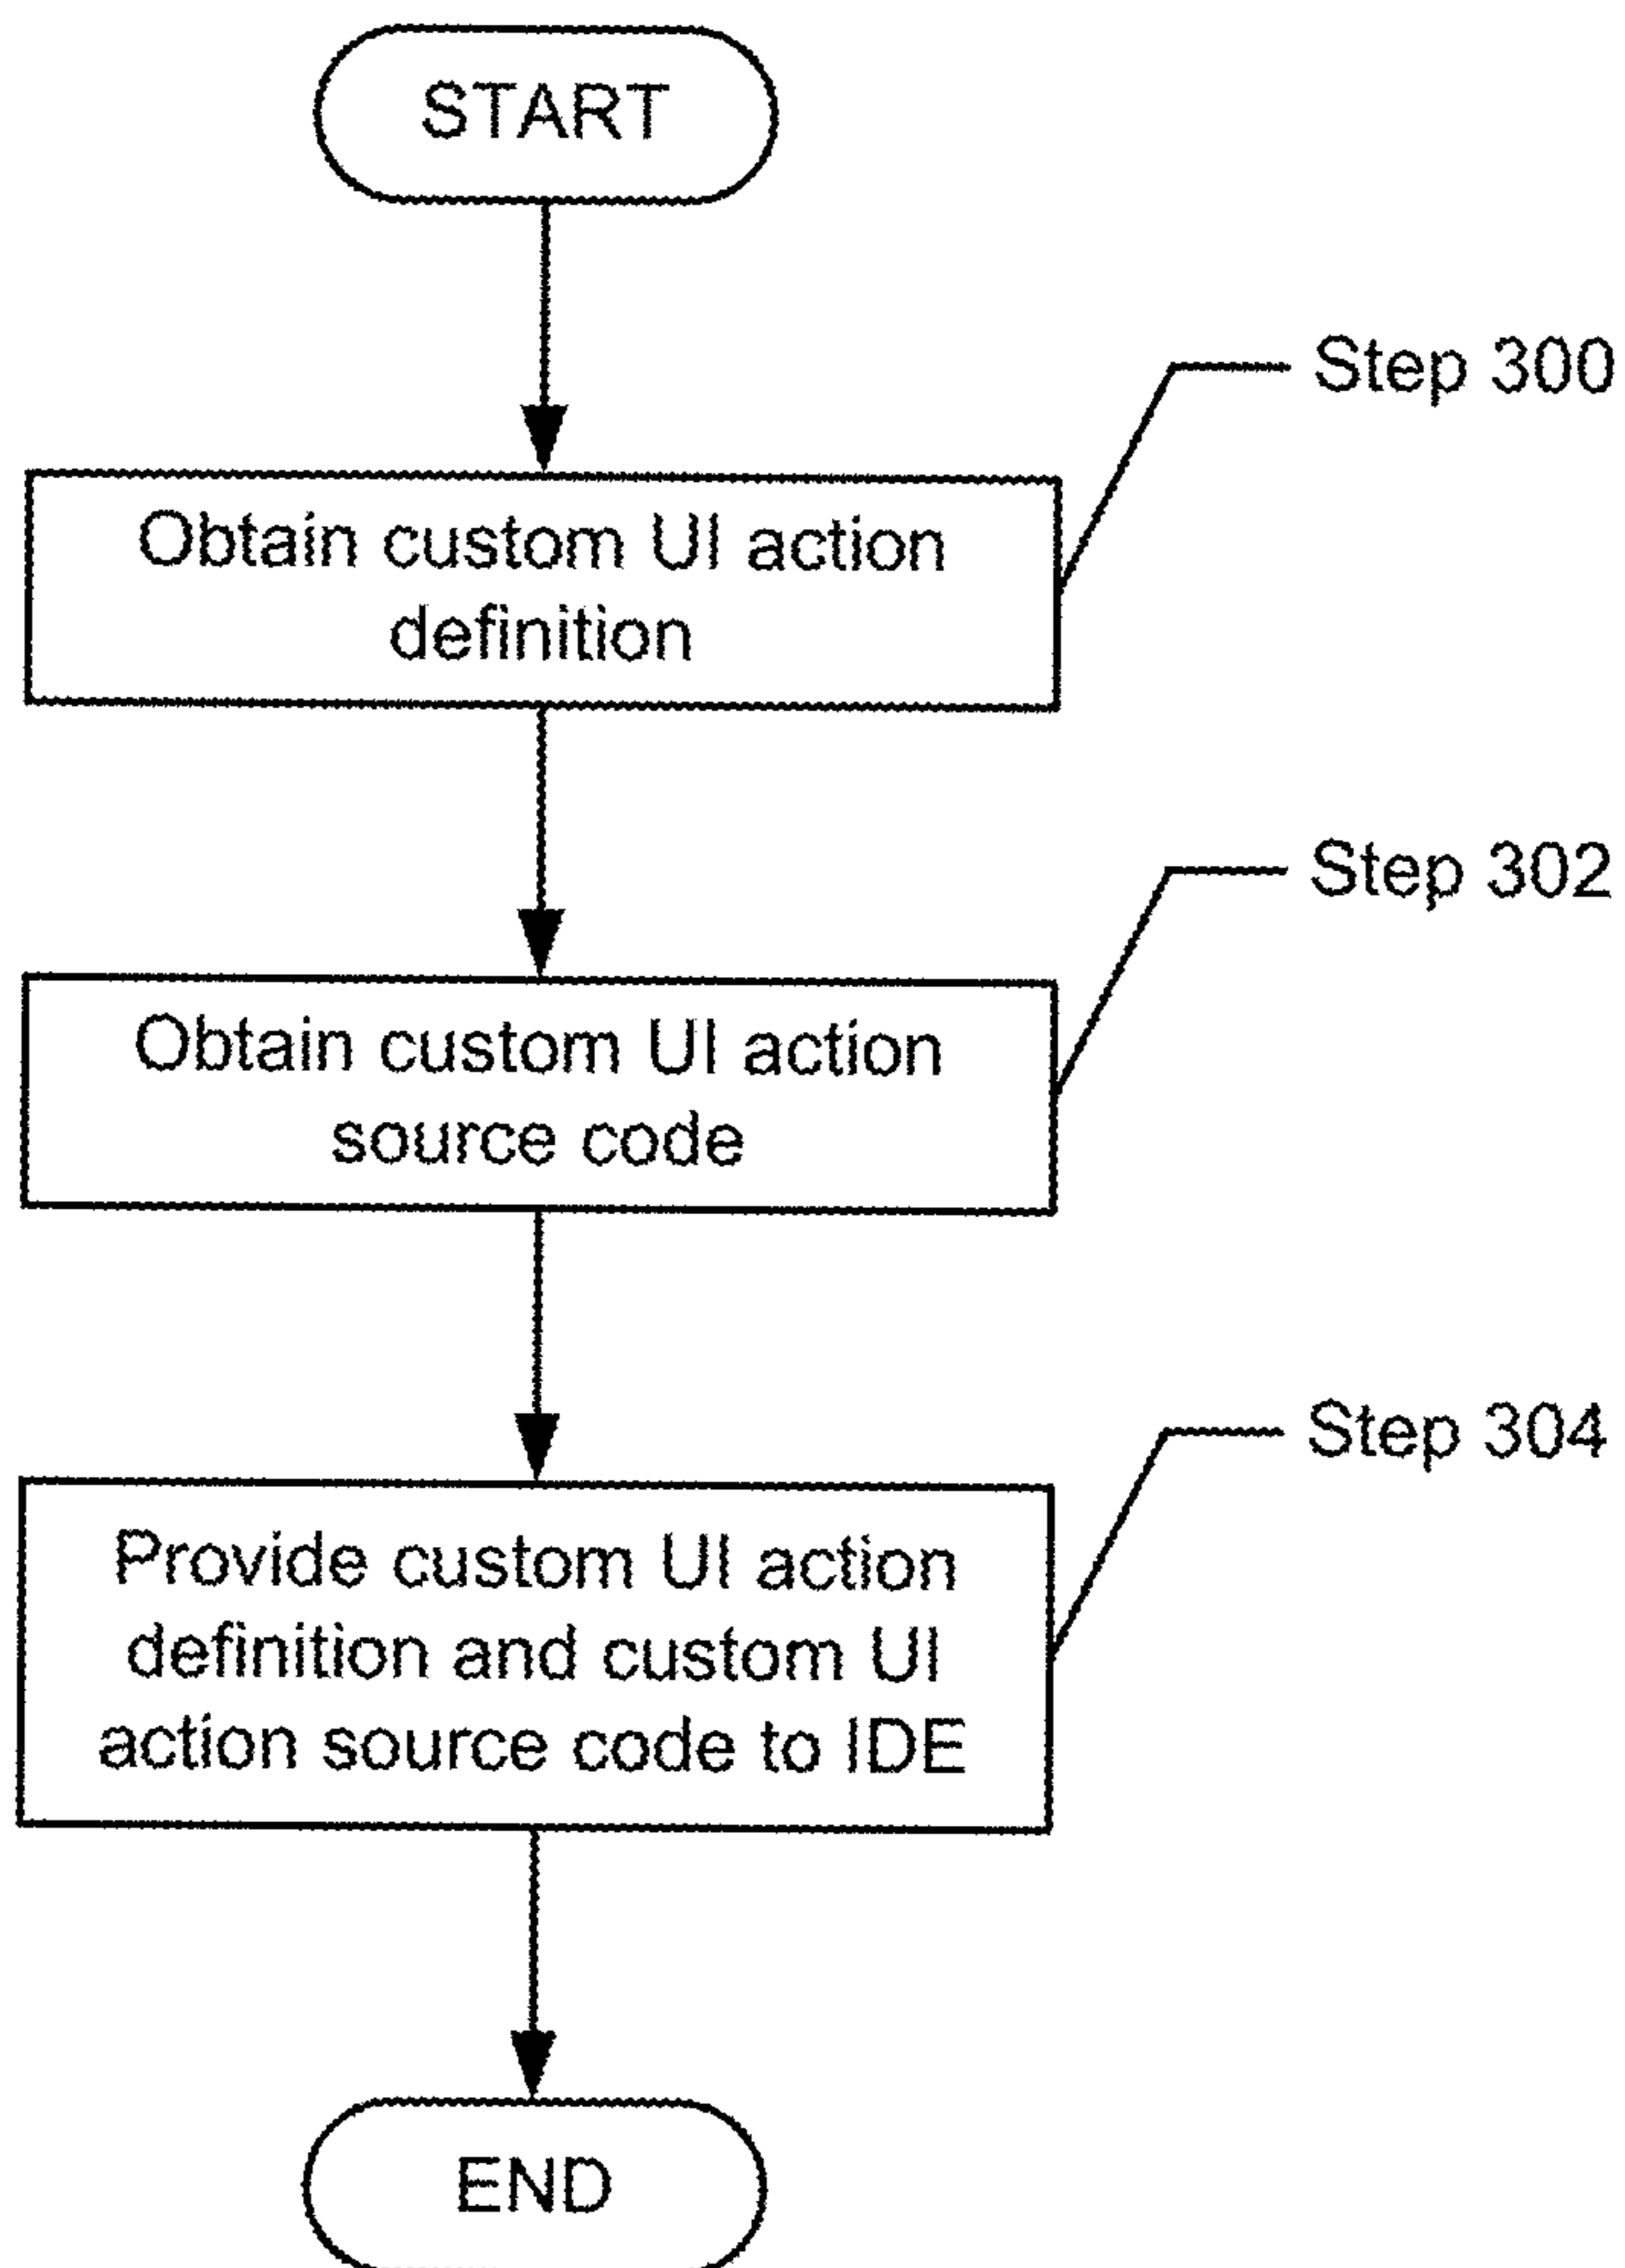 START
Step 300
Obtain custom UI action
definition
Step 302
Obtain custom UI action
source code
Step 304
Provide custom UI action
definition and custom UI
action source code to IDE
END